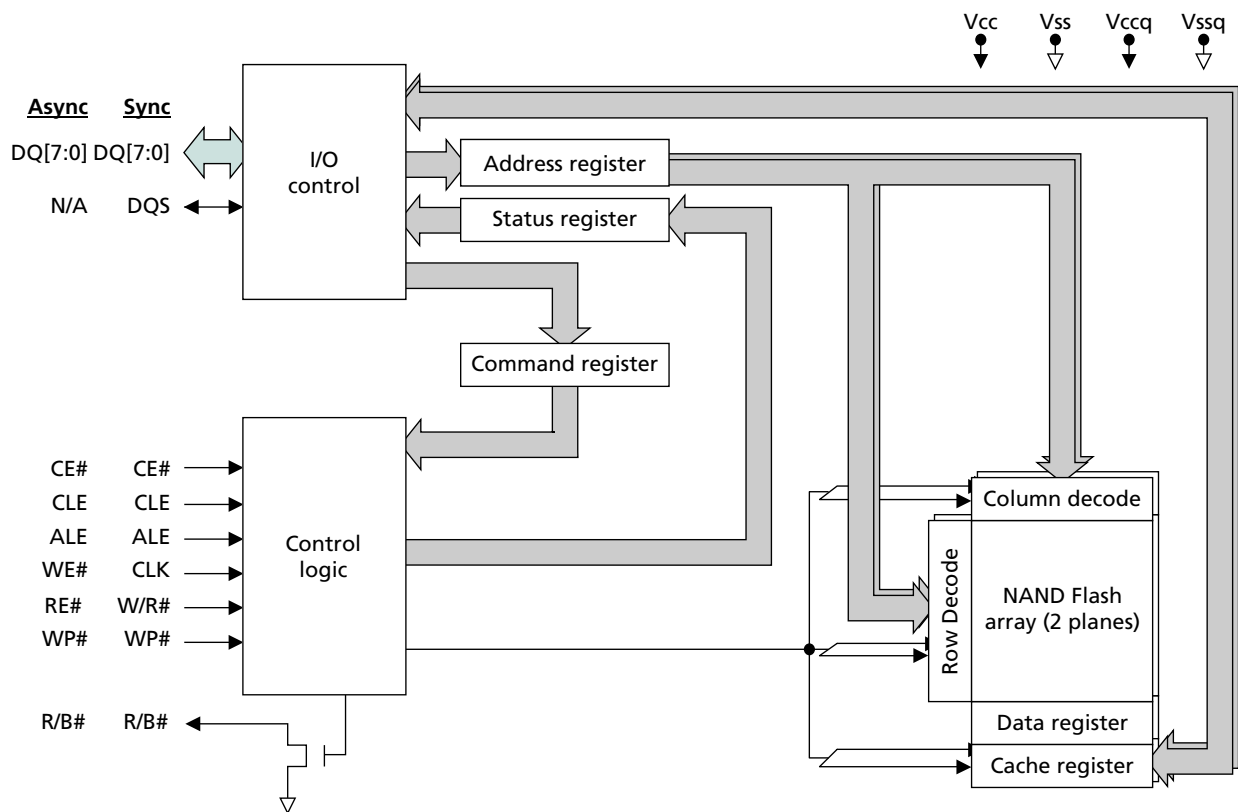 Vcc Vss Vccq Vssq
Async Sync
DQ[7:0] DQ[7:0]
N/A DQS
I/O
control
Address register
Status register
Command register
CE# CE#
CLE CLE
ALE ALE
WE# CLK
RE# W/R#
WP# WP#
R/B# R/B#
Control
logic
Column decode
Row Decode
NAND Flash
array (2 planes)
Data register
Cache register